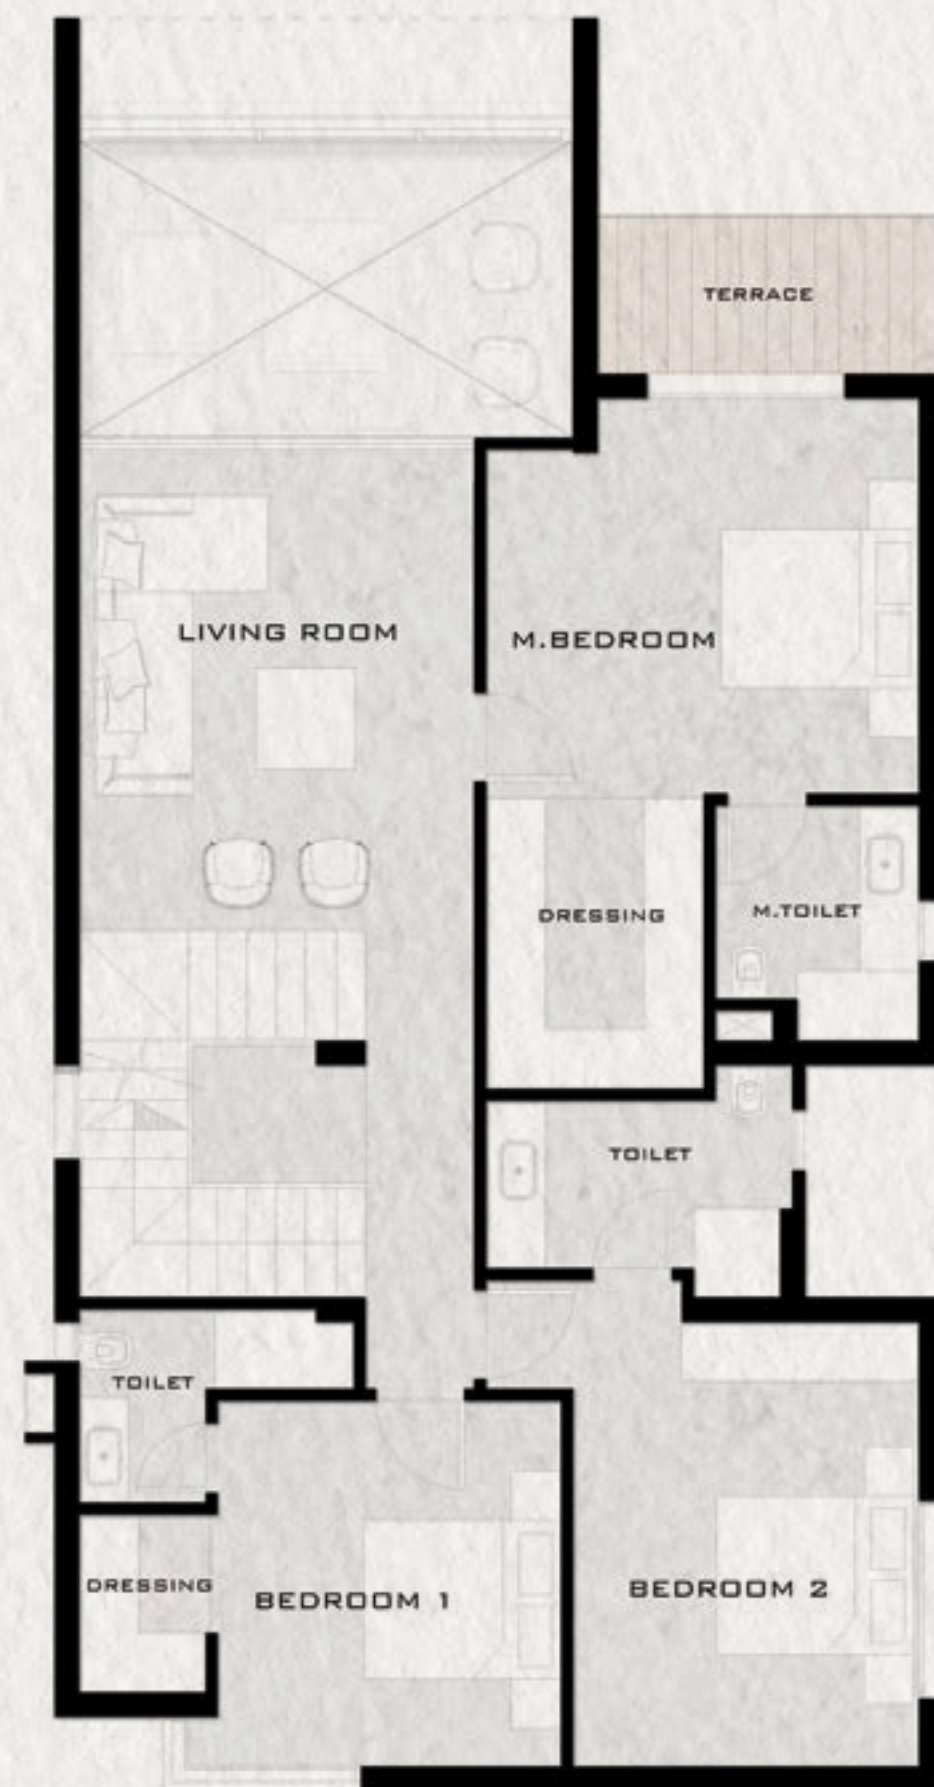 TERRACE
LIVING ROOM
M.BEDROOM
DRESSING
M.TOILET
TOILET
TOILET
DRESSING
BEDROOM 1
BEDROOM 2